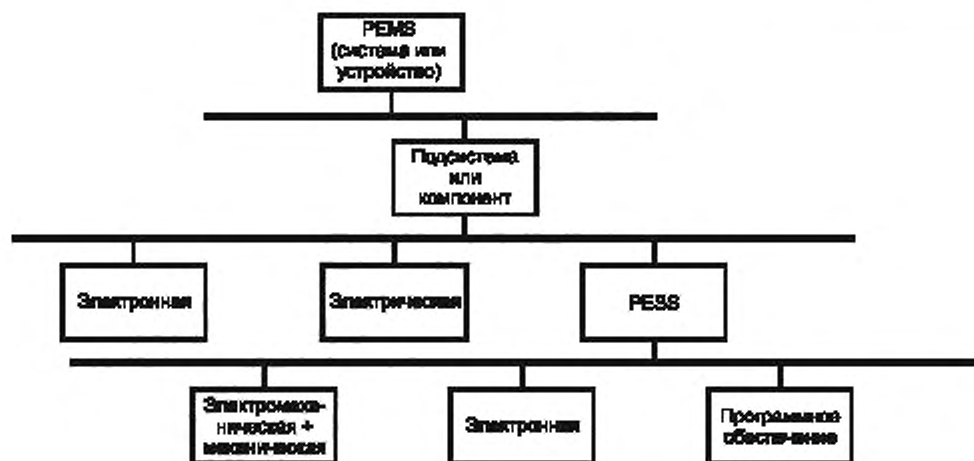 PEMS
(система или
устройство)
Подсистема
или
компонент
Электронная
Электрическая
PESS
Электромеха-
ническая +
механическая
Электронная
Программное
обеспечение